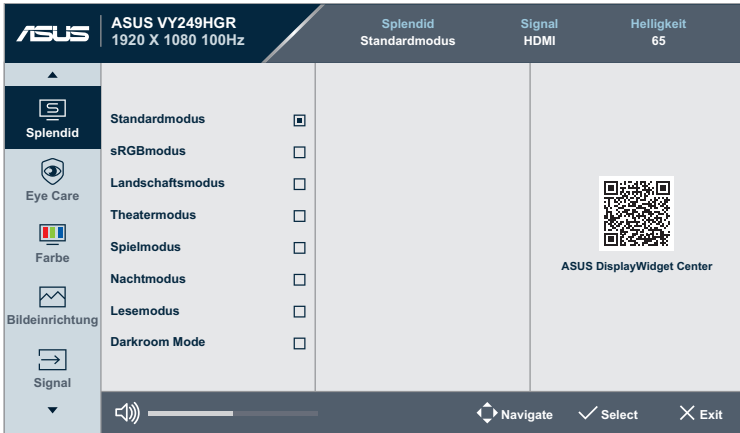 ASUS
ASUS VY249HGR
1920 X 1080 100Hz
Splendid
Standardmodus
Signal
HDMI
Helligkeit
65
Splendid
Eye Care
Farbe
Bildeinrichtung
Signal
Standardmodus
sRGBmodus
Landschaftsmodus
Theatermodus
Spielmodus
Nachtmodus
Lesemodus
Darkroom Mode
ASUS DisplayWidget Center
Navigate
Select
Exit